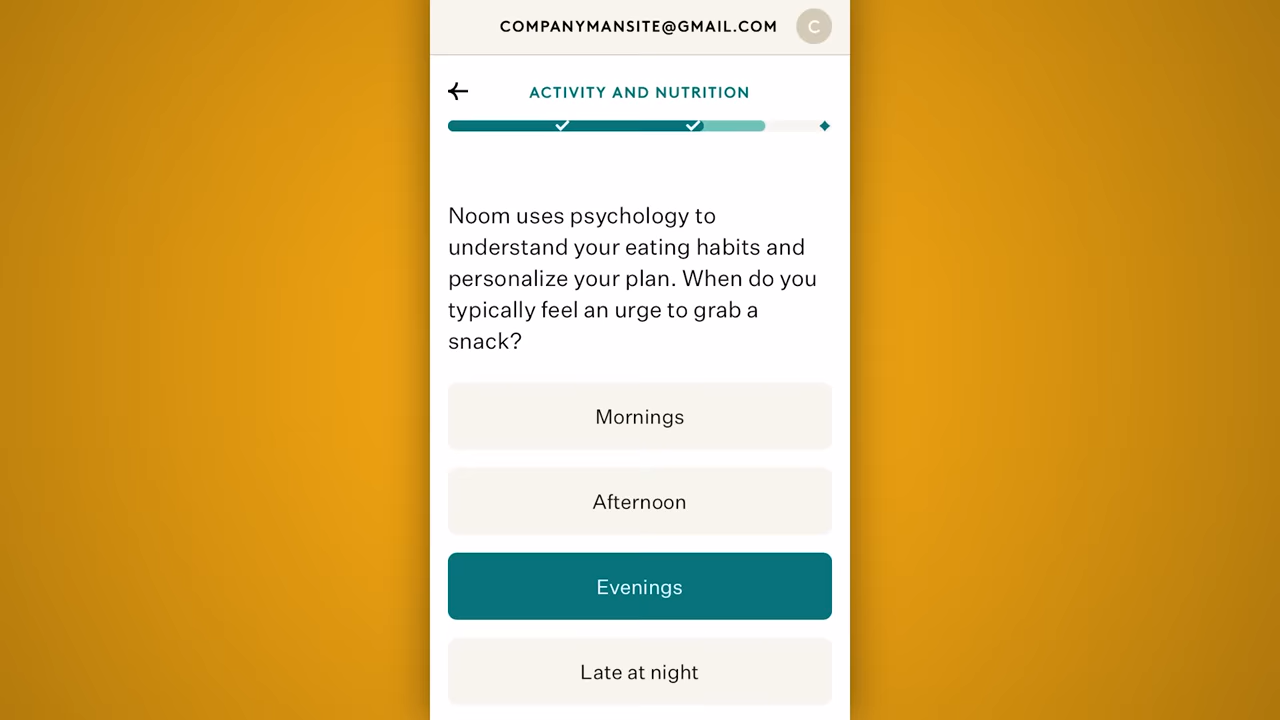 COMPANYMANSITE@GMAIL.COM
C
ACTIVITY AND NUTRITION
Noom uses psychology to
understand your eating habits and
personalize your plan. When do you
typically feel an urge to grab a
snack?
Mornings
Afternoon
Evenings
Late at night